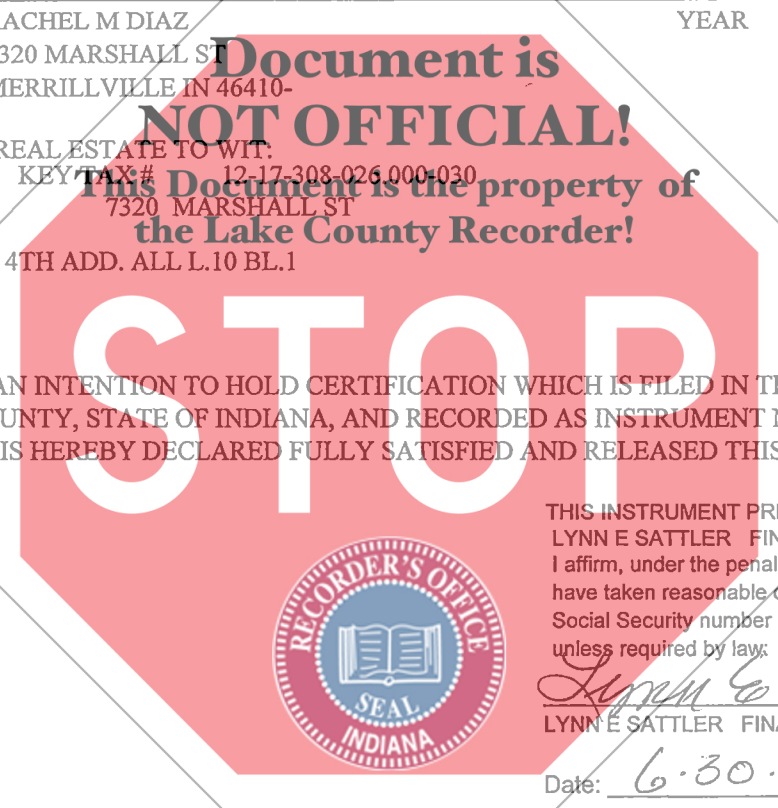 ACHEL M DIAZ YEAR
320 MARSHALL ST
MERRILLVILLE IN 46410-
Document is
NOT OFFICIAL!
REAL ESTATE TO WIT:
KEY TAX # 12-17-308-026.000-030
This Document is the property of
7320 MARSHALL ST
the Lake County Recorder!
4TH ADD. ALL L.10 BL.1
STOP
AN INTENTION TO HOLD CERTIFICATION WHICH IS FILED IN
UNTY, STATE OF INDIANA, AND RECORDED AS INSTRUMENT
IS HEREBY DECLARED FULLY SATISFIED AND RELEASED THIS
THIS INSTRUMENT PRE
LYNN E SATTLER FIN
I affirm, under the penal
have taken reasonable
Social Security number
unless required by law:
Lynn E
LYNN E SATTLER FINA
Date: 6.30.
RECORDER'S OFFICE
SEAL
INDIANA